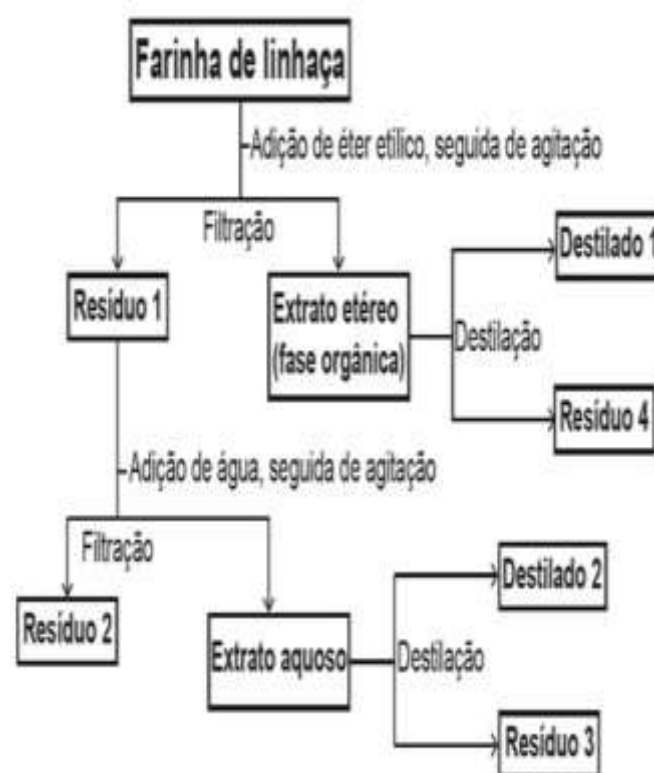 Farinha de linhaça
Adição de éter etílico, seguida de agitação
Filtração
Resíduo 1
Extrato etéreo
(fase orgânica)
Destilação
Destilado 1
Resíduo 4
Adição de água, seguida de agitação
Filtração
Resíduo 2
Extrato aquoso
Destilação
Destilado 2
Resíduo 3